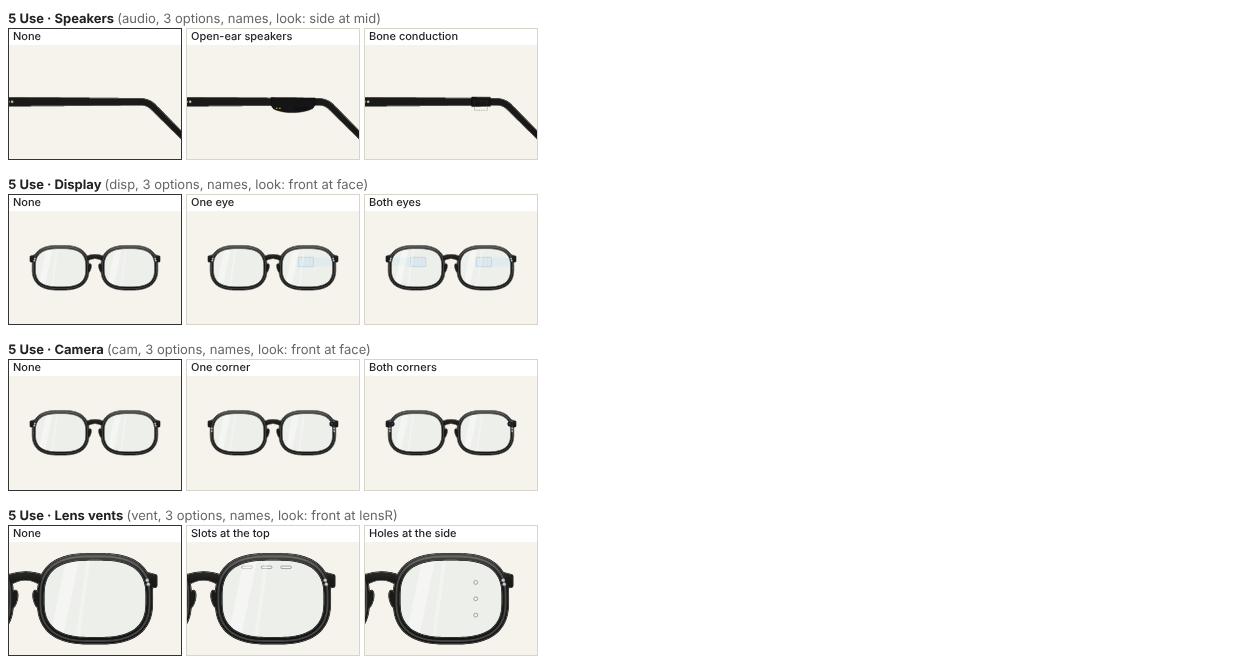 5 Use · Speakers (audio, 3 options, names, look: side at mid)
None Open-ear speakers Bone conduction
5 Use · Display (disp, 3 options, names, look: front at face)
None One eye Both eyes
5 Use · Camera (cam, 3 options, names, look: front at face)
None One corner Both corners
5 Use · Lens vents (vent, 3 options, names, look: front at lensR)
None Slots at the top Holes at the side